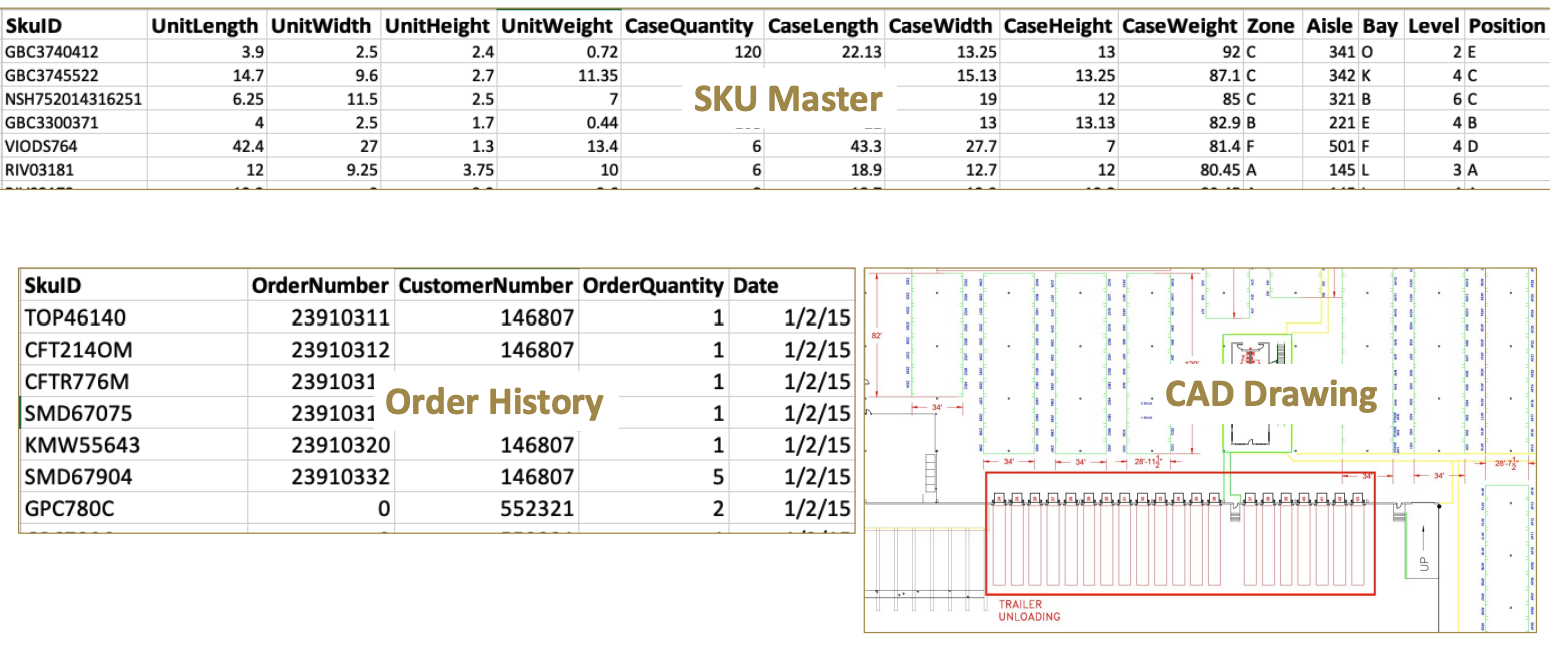 SkuID UnitLength UnitWidth UnitHeight UnitWeight CaseQuantity CaseLength CaseWidth CaseHeight CaseWeight Zone Aisle Bay Level Position
GBC3740412 3.9 2.5 2.4 0.72 120 22.13 13.25 13 92 C 341 O 2 E
GBC3745522 14.7 9.6 2.7 11.35 15.13 13.25 87.1 C 342 K 4 C
NSH752014316251 6.25 11.5 2.5 7 19 12 85 C 321 B 6 C
SKU Master
GBC3300371 4 2.5 1.7 0.44 13 13.13 82.9 B 221 E 4 B
VIODS764 42.4 27 1.3 13.4 6 43.3 27.7 7 81.4 F 501 F 4 D
RIV03181 12 9.25 3.75 10 6 18.9 12.7 12 80.45 A 145 L 3 A
SkuID OrderNumber CustomerNumber OrderQuantity Date
TOP46140 23910311 146807 1 1/2/15
CFT214OM 23910312 146807 1 1/2/15
CFTR776M 2391031 1 1/2/15
SMD67075 2391031 1 1/2/15
Order History
KMW55643 23910320 146807 1 1/2/15
SMD67904 23910332 146807 5 1/2/15
GPC780C 0 552321 2 1/2/15
82'
CAD Drawing
34'
34' 34' 28'-11½"
34' 34' 28'-7½"
UP
TRAILER
UNLOADING